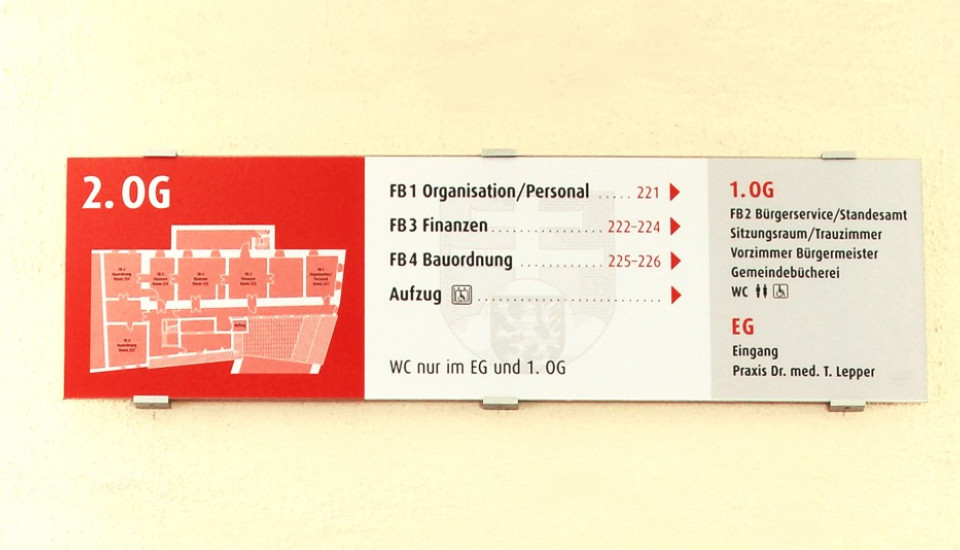 2. OG
FB 1 Organisation/Personal ..... 221
FB 3 Finanzen .................. 222–224
FB 4 Bauordnung ............... 225–226
Aufzug ..............................
WC nur im EG und 1. OG
1. OG
FB 2 Bürgerservice/Standesamt
Sitzungsraum/Trauzimmer
Vorzimmer Bürgermeister
Gemeindebücherei
WC
EG
Eingang
Praxis Dr. med. T. Lepper